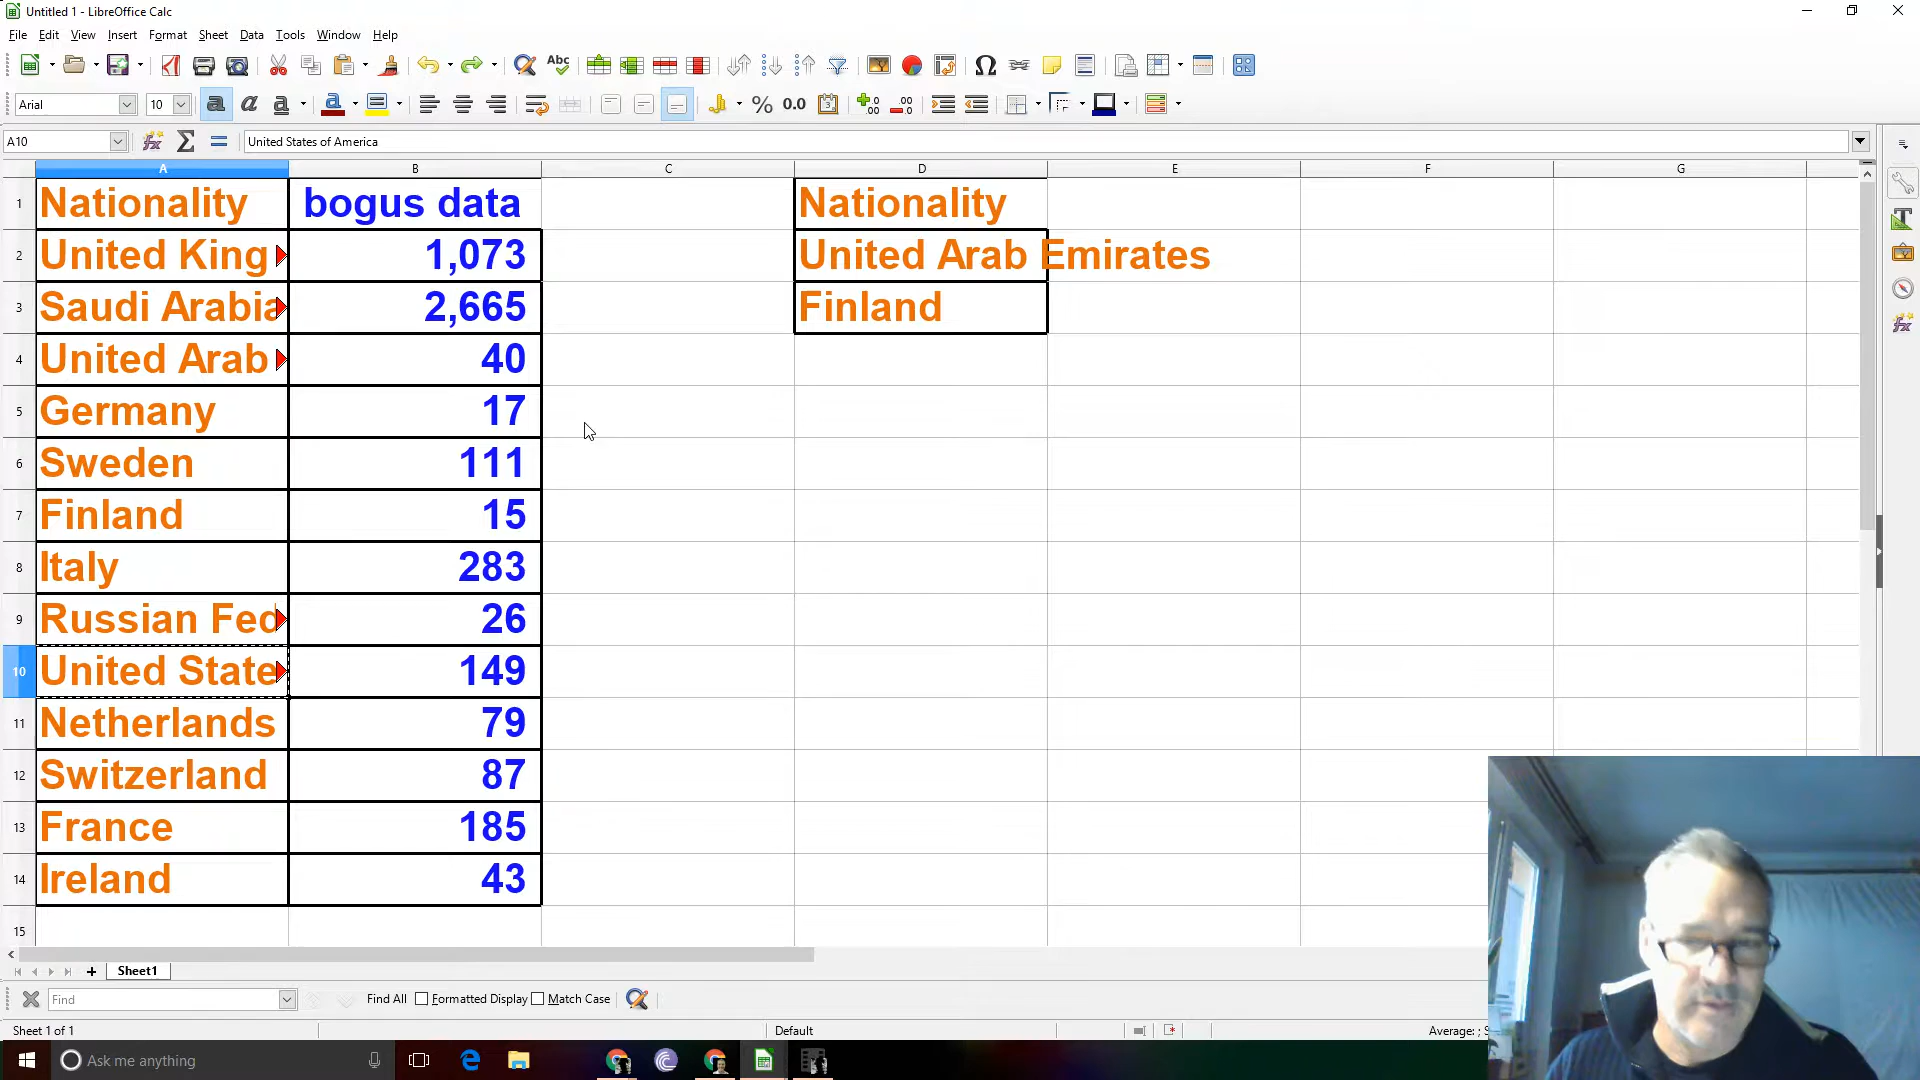 Untitled 1 - LibreOffice Calc
File Edit View Insert Format Sheet Data Tools Window Help
Arial 10
A10 United States of America
A B C D E F G
1 Nationality bogus data Nationality
2 United King 1,073 United Arab Emirates
3 Saudi Arabia 2,665 Finland
4 United Arab 40
5 Germany 17
6 Sweden 111
7 Finland 15
8 Italy 283
9 Russian Fed 26
10 United State 149
11 Netherlands 79
12 Switzerland 87
13 France 185
14 Ireland 43
15
Sheet1
Find Find All Formatted Display Match Case
Sheet 1 of 1 Default Average: ; S
Ask me anything